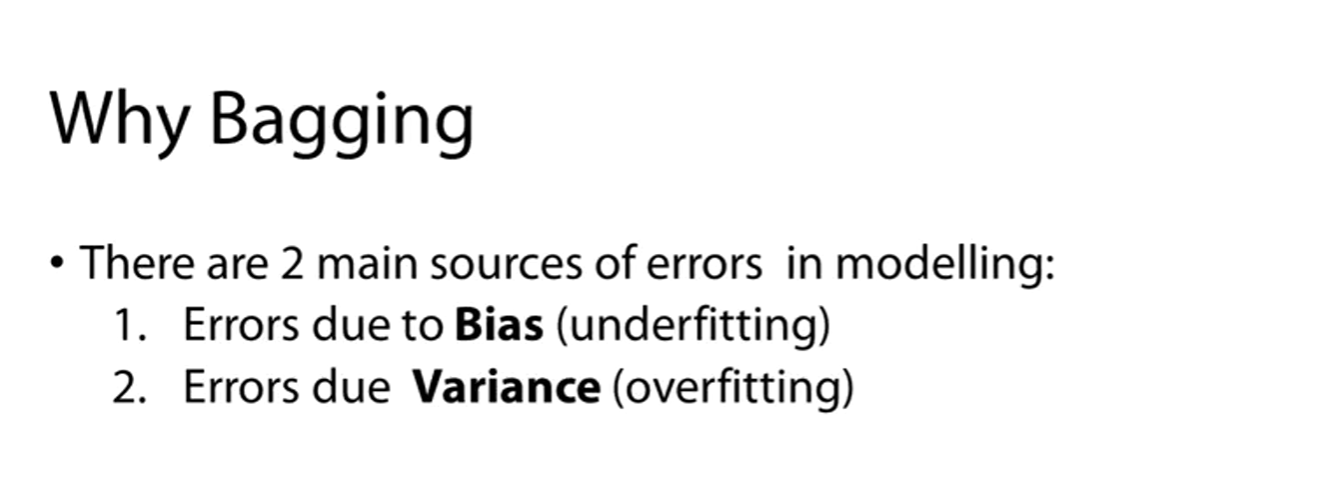 Why Bagging
• There are 2 main sources of errors  in modelling:
1. Errors due to Bias (underfitting)
2. Errors due  Variance (overfitting)